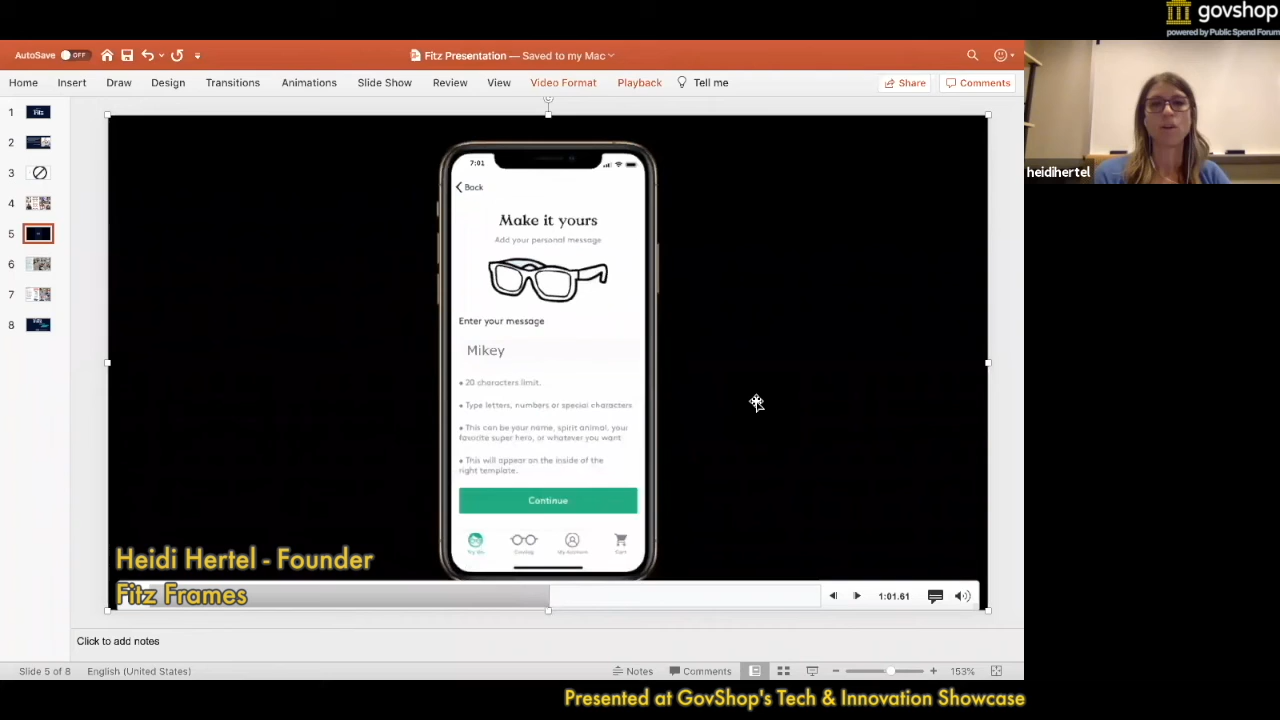 govshop
powered by Public Spend Forum
AutoSave OFF
Fitz Presentation — Saved to my Mac
Home Insert Draw Design Transitions Animations Slide Show Review View Video Format Playback Tell me
Share Comments
1
2
3
4
5
6
7
8
7:01
Back
Make it yours
Add your personal message
Enter your message
Mikey
• 20 characters limit.
• Type letters, numbers or special characters
• This can be your name, spirit animal, your
favorite super hero, or whatever you want
• This will appear on the inside of the
right template.
Continue
My Account Cart
heidihertel
Heidi Hertel - Founder
Fitz Frames
1:01.61
Click to add notes
Slide 5 of 8 English (United States) Notes Comments 153%
Presented at GovShop's Tech & Innovation Showcase